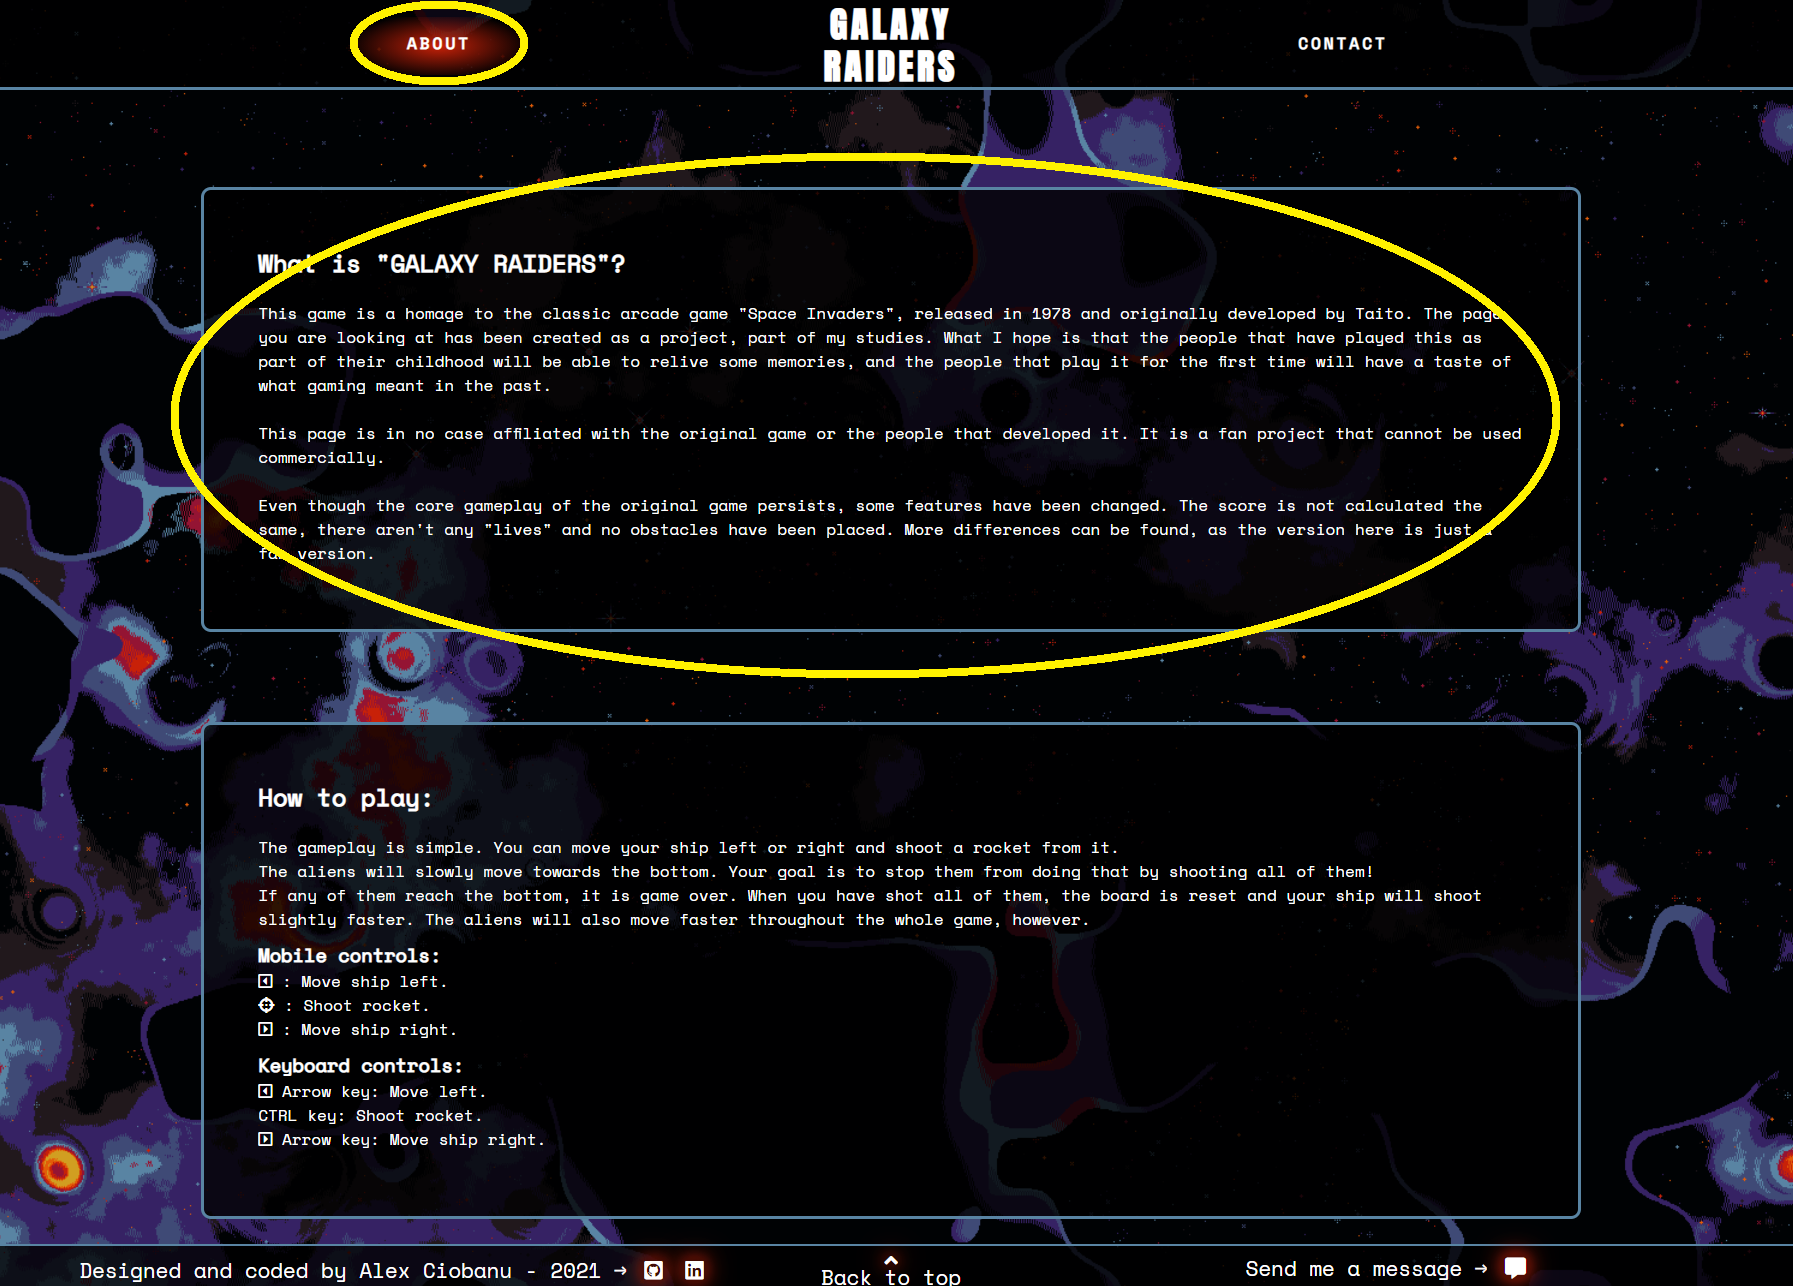 ABOUT
GALAXY
RAIDERS
CONTACT
What is "GALAXY RAIDERS"?
This game is a homage to the classic arcade game "Space Invaders", released in 1978 and originally developed by Taito. The page
you are looking at has been created as a project, part of my studies. What I hope is that the people that have played this as
part of their childhood will be able to relive some memories, and the people that play it for the first time will have a taste of
what gaming meant in the past.
This page is in no case affiliated with the original game or the people that developed it. It is a fan project that cannot be used
commercially.
Even though the core gameplay of the original game persists, some features have been changed. The score is not calculated the
same, there aren't any "lives" and no obstacles have been placed. More differences can be found, as the version here is just a
fan version.
How to play:
The gameplay is simple. You can move your ship left or right and shoot a rocket from it.
The aliens will slowly move towards the bottom. Your goal is to stop them from doing that by shooting all of them!
If any of them reach the bottom, it is game over. When you have shot all of them, the board is reset and your ship will shoot
slightly faster. The aliens will also move faster throughout the whole game, however.
Mobile controls:
: Move ship left.
: Shoot rocket.
: Move ship right.
Keyboard controls:
Arrow key: Move left.
CTRL key: Shoot rocket.
Arrow key: Move ship right.
Designed and coded by Alex Ciobanu - 2021 →
Back to top
Send me a message →